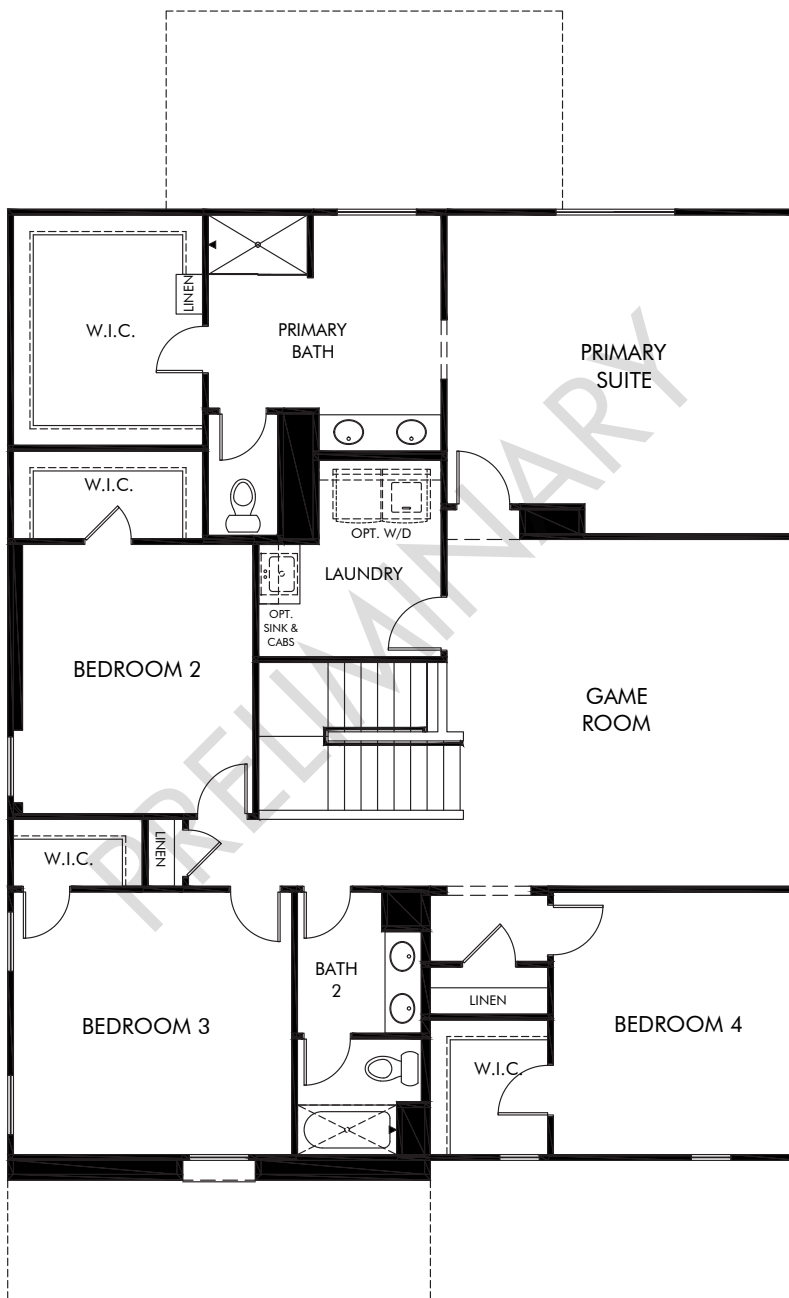 LINEN
W.I.C.
PRIMARY
BATH
PRIMARY
SUITE
W.I.C.
OPT. W/D
LAUNDRY
OPT.
SINK &
CABS
BEDROOM 2
GAME
ROOM
W.I.C.
LINEN
BATH
2
LINEN
BEDROOM 3
BEDROOM 4
W.I.C.
PRELIMINARY